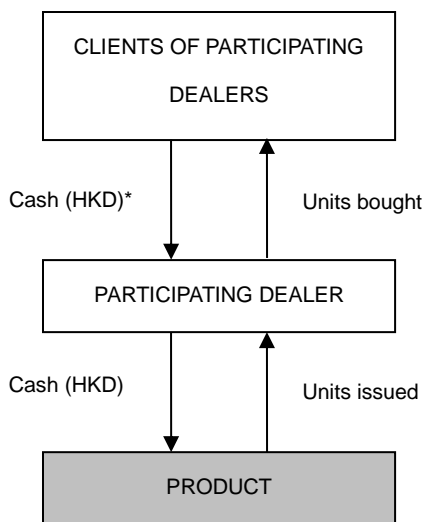 CLIENTS OF PARTICIPATING
DEALERS
Cash (HKD)*
Units bought
PARTICIPATING DEALER
Cash (HKD)
Units issued
PRODUCT